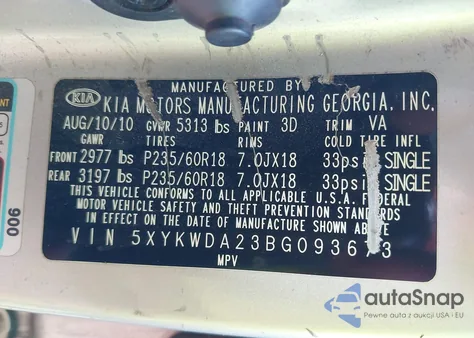 MANUFACTURED BY
KIA KIA MOTORS MANUFACTURING GEORGIA, INC.
AUG/10/10 GVWR 5313 lbs PAINT 3D TRIM VA
GAWR TIRES RIMS COLD TIRE INFL
FRONT 2977 lbs P235/60R18 7.0JX18 33psi SINGLE
REAR 3197 lbs P235/60R18 7.0JX18 33psi SINGLE
THIS VEHICLE CONFORMS TO ALL APPLICABLE U.S.A. FEDERAL
MOTOR VEHICLE SAFETY AND THEFT PREVENTION STANDARDS
IN EFFECT ON THE DATE OF MANUFACTURE SHOWN ABOVE
VIN
MPV
006
autoSnap
Pewne auta z aukcji USA i EU